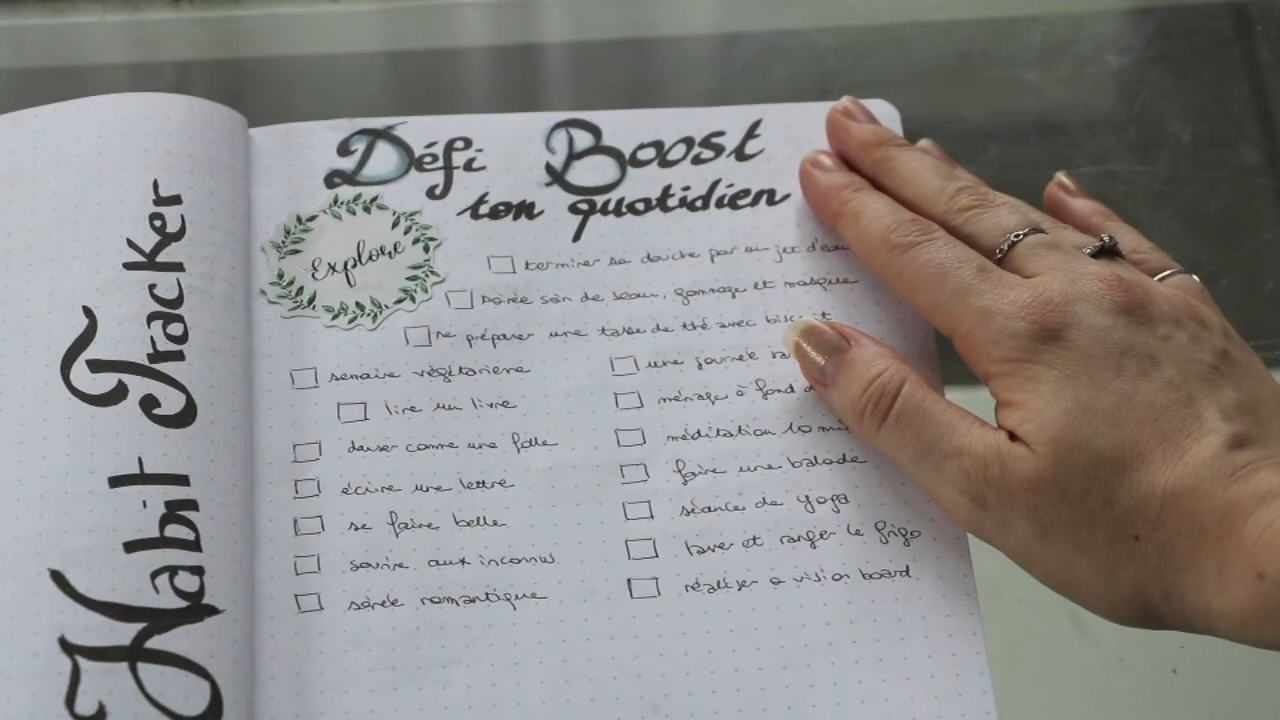 Habit Tracker
Défi Boost
ton quotidien
Explore
terminer sa douche par un jet d'eau
soirée soin de seau, gommage et masque
me préparer une tasse de thé avec biscuit
semaine végétarienne
lire un livre
danser comme une folle
écrire une lettre
se faire belle
sourire aux inconnus
soirée romantique
une journée
ménage à fond
méditation 10
faire une balade
séance de yoga
laver et ranger le frigo
réaliser a vision board